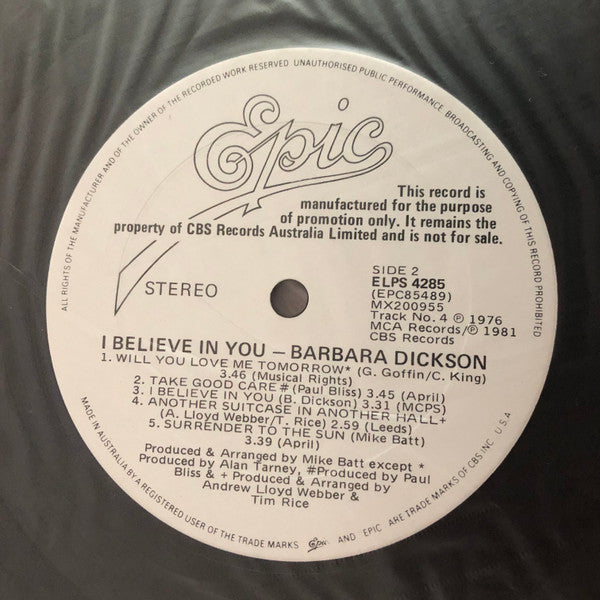 ALL RIGHTS OF THE MANUFACTURER AND OF THE OWNER OF THE RECORDED WORK RESERVED UNAUTHORISED PUBLIC PERFORMANCE BROADCASTING AND COPYING OF THIS RECORD PROHIBITED
Epic
This record is
manufactured for the purpose
of promotion only. It remains the
property of CBS Records Australia Limited and is not for sale.
STEREO
SIDE 2
ELPS 4285
(EPC85489)
MX200955
Track No. 4 ℗ 1976
MCA Records/℗ 1981
CBS Records
I BELIEVE IN YOU – BARBARA DICKSON
1. WILL YOU LOVE ME TOMORROW* (G. Goffin/C. King)
3.46 (Musical Rights)
2. TAKE GOOD CARE # (Paul Bliss) 3.45 (April)
3. I BELIEVE IN YOU (B. Dickson) 3.31 (MCPS)
4. ANOTHER SUITCASE IN ANOTHER HALL+
(A. Lloyd Webber/T. Rice) 2.59 (Leeds)
5. SURRENDER TO THE SUN (Mike Batt)
3.39 (April)
Produced & Arranged by Mike Batt except *
Produced by Alan Tarney, #Produced by Paul
Bliss & + Produced & Arranged by
Andrew Lloyd Webber &
Tim Rice
MADE IN AUSTRALIA BY A REGISTERED USER OF THE TRADE MARKS Epic AND EPIC ARE TRADE MARKS OF CBS.INC U.S.A